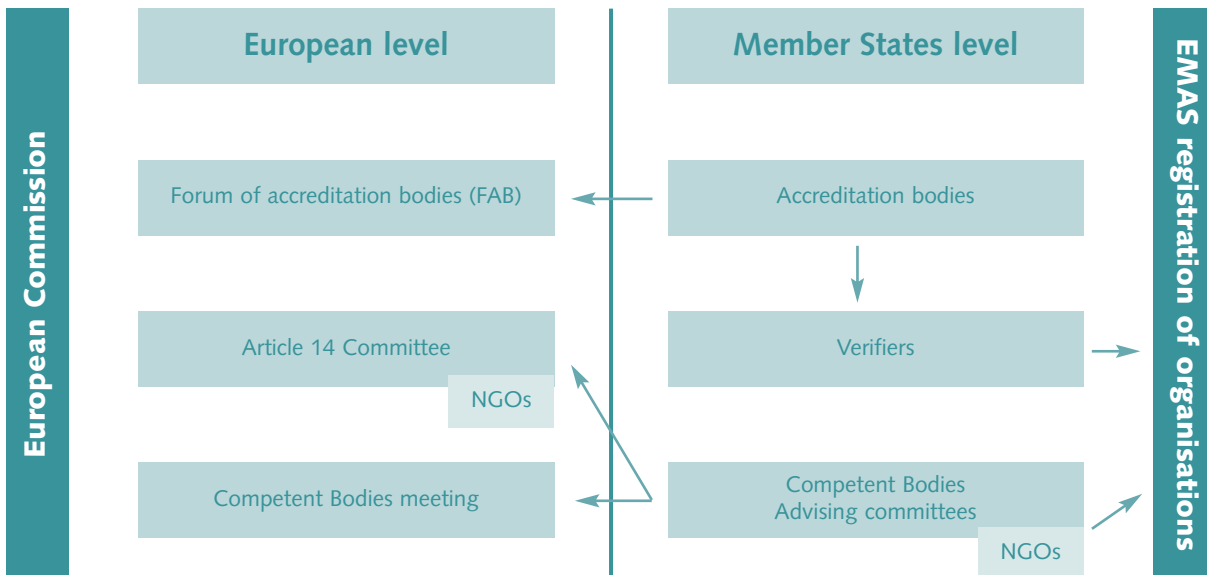 European Commission
European level
Member States level
Forum of accreditation bodies (FAB)
Accreditation bodies
Article 14 Committee
NGOs
Verifiers
Competent Bodies meeting
Competent Bodies
Advising committees
NGOs
EMAS registration of organisations